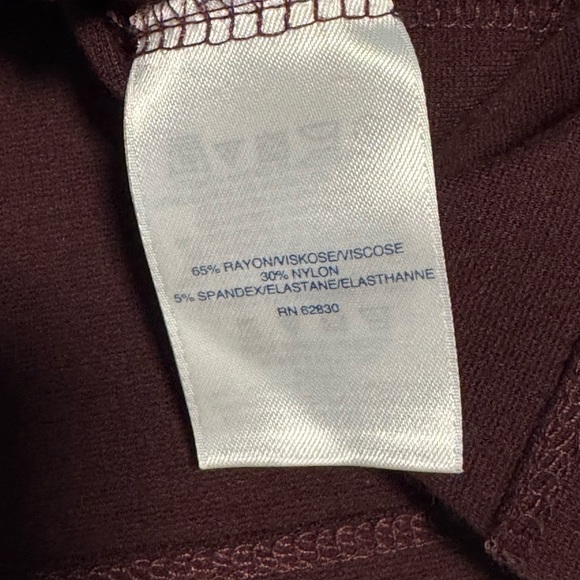 65% RAYON/VISKOSE/VISCOSE
30% NYLON
5% SPANDEX/ELASTANE/ELASTHANNE
RN 62830